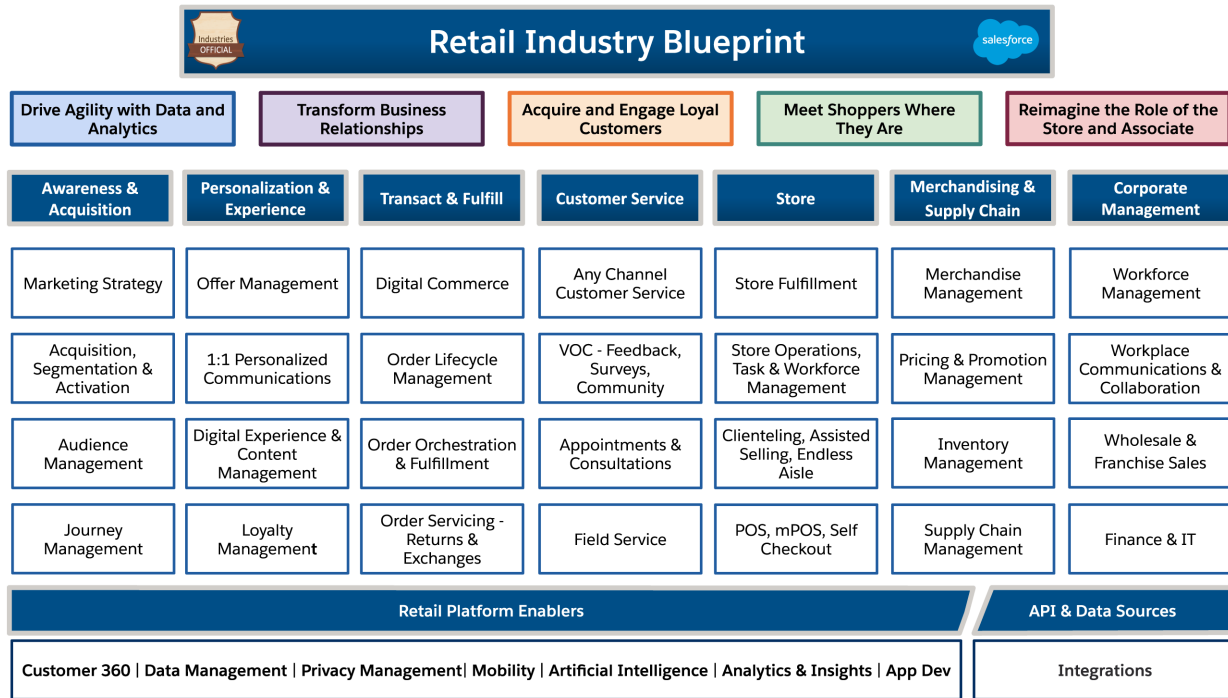 Industries
OFFICIAL
Retail Industry Blueprint
salesforce
Drive Agility with Data and
Analytics
Transform Business
Relationships
Acquire and Engage Loyal
Customers
Meet Shoppers Where
They Are
Reimagine the Role of the
Store and Associate
Awareness &
Acquisition
Personalization &
Experience
Transact & Fulfill
Customer Service
Store
Merchandising &
Supply Chain
Corporate
Management
Marketing Strategy
Offer Management
Digital Commerce
Any Channel
Customer Service
Store Fulfillment
Merchandise
Management
Workforce
Management
Acquisition,
Segmentation &
Activation
1:1 Personalized
Communications
Order Lifecycle
Management
VOC - Feedback,
Surveys,
Community
Store Operations,
Task & Workforce
Management
Pricing & Promotion
Management
Workplace
Communications &
Collaboration
Audience
Management
Digital Experience &
Content
Management
Order Orchestration
& Fulfillment
Appointments &
Consultations
Clienteling, Assisted
Selling, Endless
Aisle
Inventory
Management
Wholesale &
Franchise Sales
Journey
Management
Loyalty
Management
Order Servicing -
Returns &
Exchanges
Field Service
POS, mPOS, Self
Checkout
Supply Chain
Management
Finance & IT
Retail Platform Enablers
API & Data Sources
Customer 360 | Data Management | Privacy Management| Mobility | Artificial Intelligence | Analytics & Insights | App Dev
Integrations